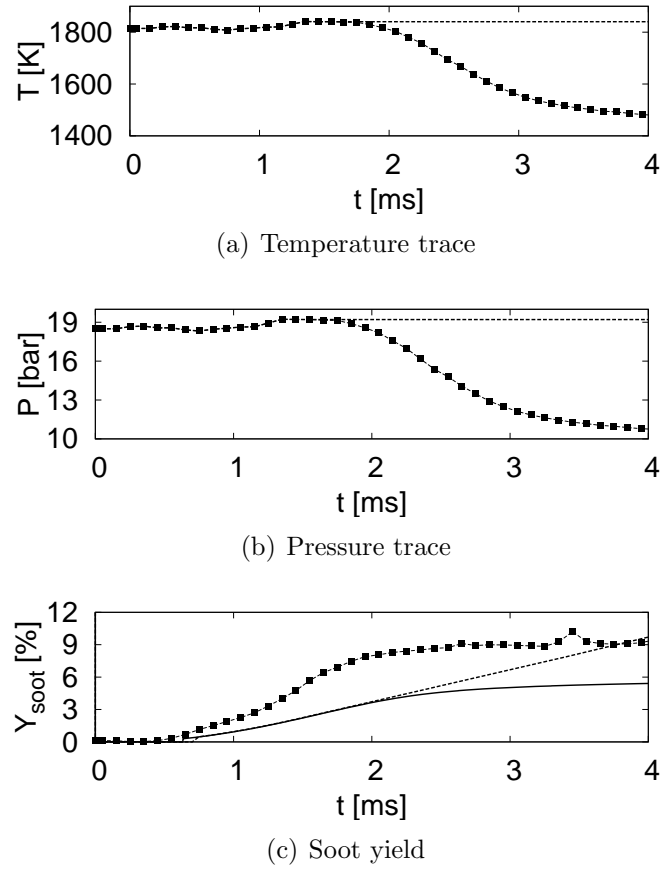 1800
1600
1400
T [K]
0 1 2 3 4
t [ms]
(a) Temperature trace
19
16
13
10
P [bar]
0 1 2 3 4
t [ms]
(b) Pressure trace
12
9
6
3
0
Y_soot [%]
0 1 2 3 4
t [ms]
(c) Soot yield